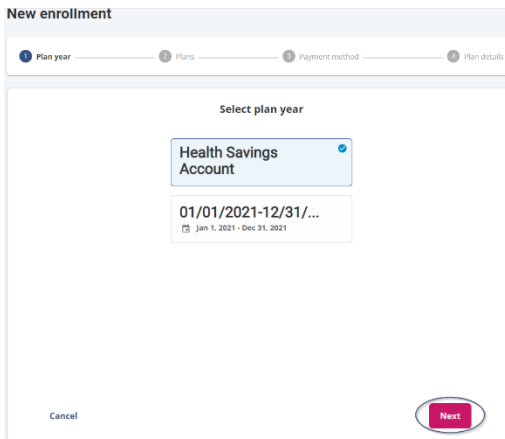 New enrollment
1 Plan year 2 Plans 3 Payment method 4 Plan details
Select plan year
Health Savings
Account
01/01/2021-12/31/...
Jan 1, 2021 - Dec 31, 2021
Cancel Next